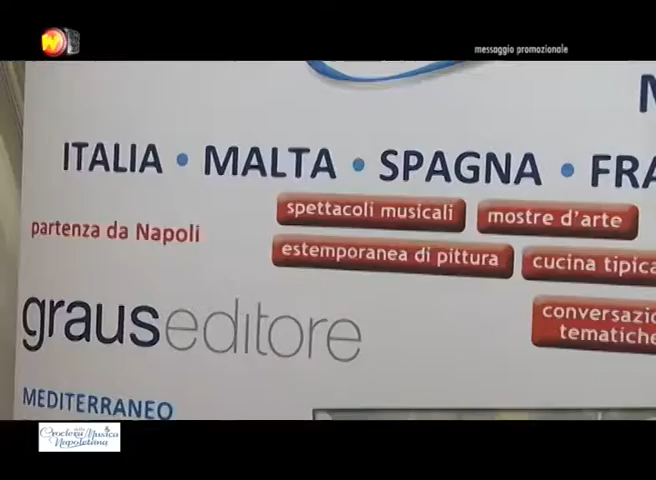 messaggio promozionale
ITALIA • MALTA • SPAGNA • FRA
spettacoli musicali
mostre d'arte
partenza da Napoli
estemporanea di pittura
cucina tipica
grauseditore
conversazio
tematiche
MEDITERRANEO
Crociera della Musica
Napoletana